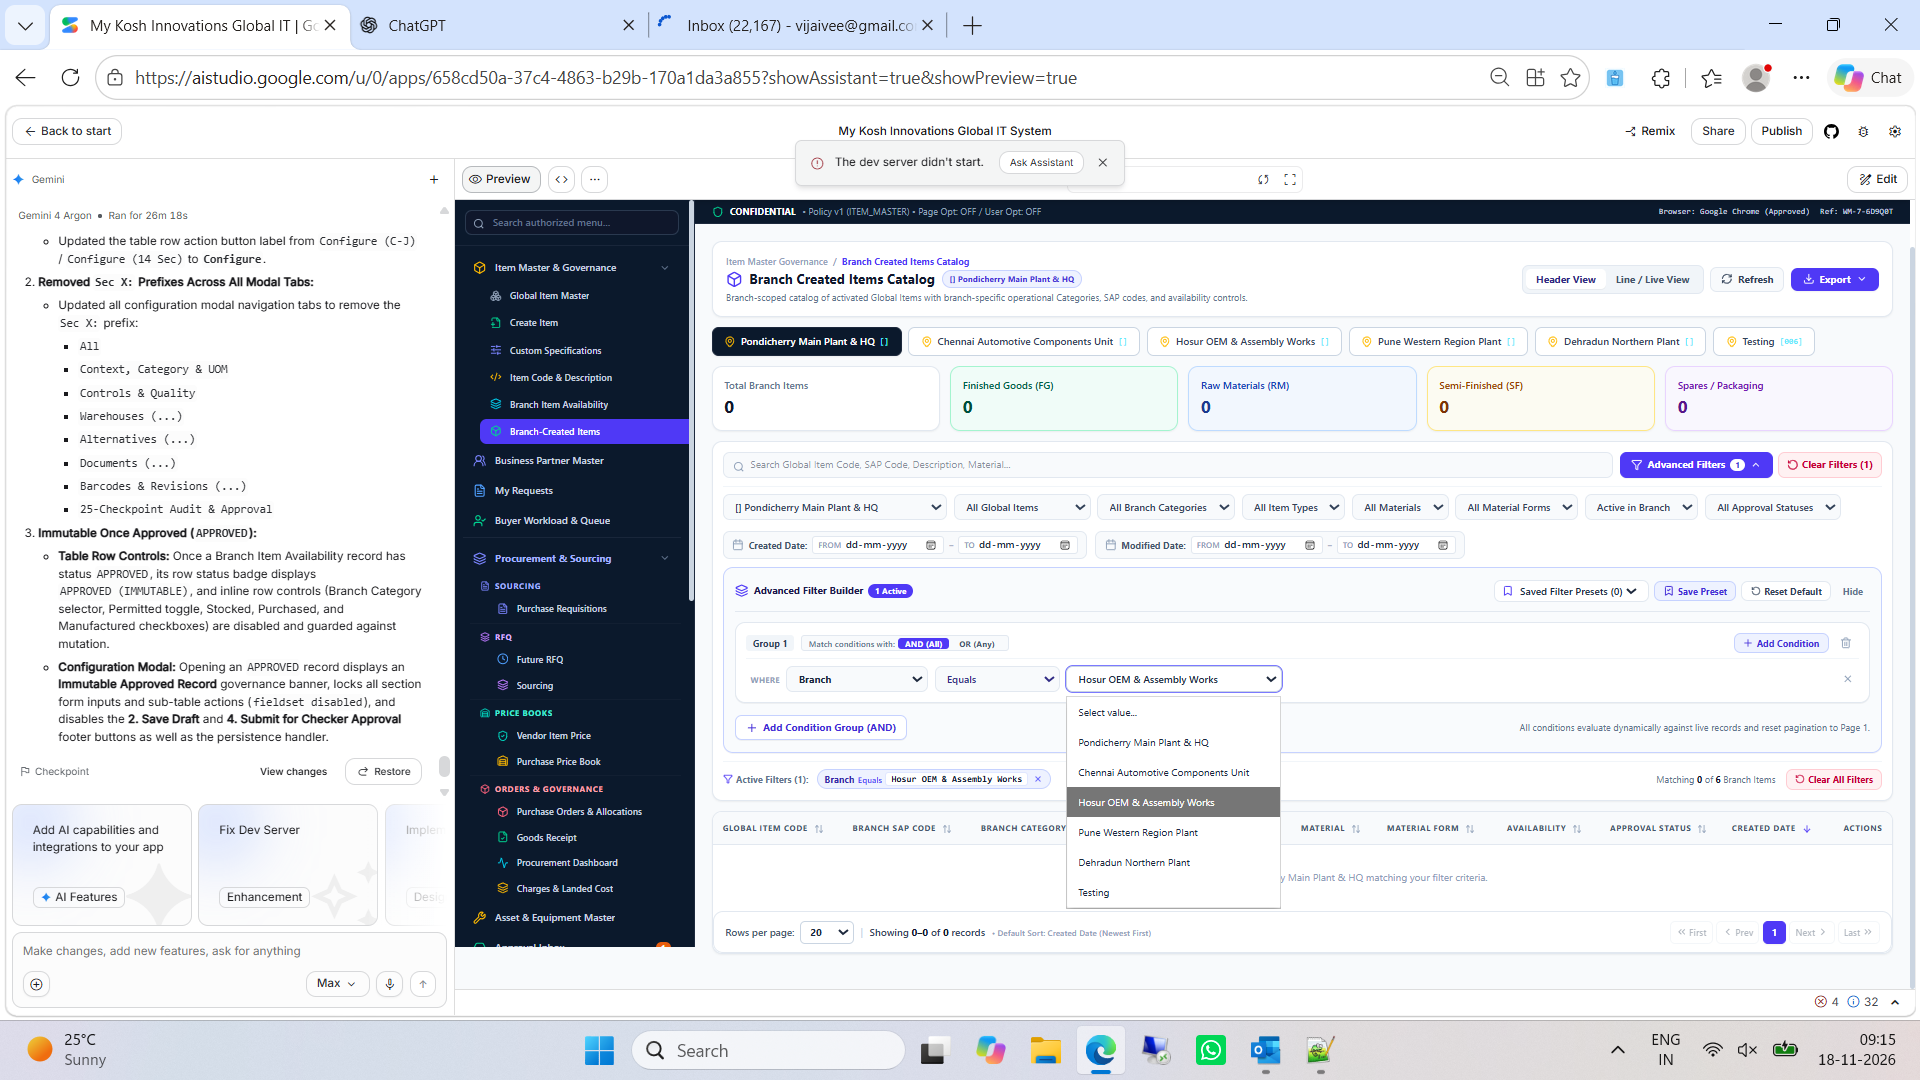 My Kosh Innovations Global IT | Go
ChatGPT
Inbox (22,167) - vijaivee@gmail.co
https://aistudio.google.com/u/0/apps/658cd50a-37c4-4863-b29b-170a1da3a855?showAssistant=true&showPreview=true
Chat
Back to start
My Kosh Innovations Global IT System
Remix
Share
Publish
The dev server didn't start.
Ask Assistant
Gemini
Preview
Edit
Gemini 4 Argon • Ran for 26m 18s
Updated the table row action button label from Configure (C-J)
/ Configure (14 Sec) to Configure.
2. Removed Sec X: Prefixes Across All Modal Tabs:
Updated all configuration modal navigation tabs to remove the
Sec X: prefix:
All
Context, Category & UOM
Controls & Quality
Warehouses (...)
Alternatives (...)
Documents (...)
Barcodes & Revisions (...)
25-Checkpoint Audit & Approval
3. Immutable Once Approved (APPROVED):
Table Row Controls: Once a Branch Item Availability record has
status APPROVED, its row status badge displays
APPROVED (IMMUTABLE), and inline row controls (Branch Category
selector, Permitted toggle, Stocked, Purchased, and
Manufactured checkboxes) are disabled and guarded against
mutation.
Configuration Modal: Opening an APPROVED record displays an
Immutable Approved Record governance banner, locks all section
form inputs and sub-table actions (fieldset disabled), and
disables the 2. Save Draft and 4. Submit for Checker Approval
footer buttons as well as the persistence handler.
Checkpoint
View changes
Restore
Add AI capabilities and
integrations to your app
AI Features
Fix Dev Server
Enhancement
Implem
Desig
Make changes, add new features, ask for anything
Max
Search authorized menu...
Item Master & Governance
Global Item Master
Create Item
Custom Specifications
Item Code & Description
Branch Item Availability
Branch-Created Items
Business Partner Master
My Requests
Buyer Workload & Queue
Procurement & Sourcing
SOURCING
Purchase Requisitions
RFQ
Future RFQ
Sourcing
PRICE BOOKS
Vendor Item Price
Purchase Price Book
ORDERS & GOVERNANCE
Purchase Orders & Allocations
Goods Receipt
Procurement Dashboard
Charges & Landed Cost
Asset & Equipment Master
CONFIDENTIAL • Policy v1 (ITEM_MASTER) • Page Opt: OFF / User Opt: OFF
Browser: Google Chrome (Approved) Ref: WM-7-6D9Q0T
Item Master Governance / Branch Created Items Catalog
Branch Created Items Catalog
[] Pondicherry Main Plant & HQ
Branch-scoped catalog of activated Global Items with branch-specific operational Categories, SAP codes, and availability controls.
Header View
Line / Live View
Refresh
Export
Pondicherry Main Plant & HQ []
Chennai Automotive Components Unit []
Hosur OEM & Assembly Works []
Pune Western Region Plant []
Dehradun Northern Plant []
Testing [006]
Total Branch Items
0
Finished Goods (FG)
0
Raw Materials (RM)
0
Semi-Finished (SF)
0
Spares / Packaging
0
Search Global Item Code, SAP Code, Description, Material...
Advanced Filters 1
Clear Filters (1)
[] Pondicherry Main Plant & HQ
All Global Items
All Branch Categories
All Item Types
All Materials
All Material Forms
Active in Branch
All Approval Statuses
Created Date: FROM dd-mm-yyyy – TO dd-mm-yyyy
Modified Date: FROM dd-mm-yyyy – TO dd-mm-yyyy
Advanced Filter Builder 1 Active
Saved Filter Presets (0)
Save Preset
Reset Default
Hide
Group 1
Match conditions with: AND (All) OR (Any)
+ Add Condition
WHERE
Branch
Equals
Hosur OEM & Assembly Works
Select value...
Pondicherry Main Plant & HQ
Chennai Automotive Components Unit
Hosur OEM & Assembly Works
Pune Western Region Plant
Dehradun Northern Plant
Testing
+ Add Condition Group (AND)
All conditions evaluate dynamically against live records and reset pagination to Page 1.
Active Filters (1): Branch Equals Hosur OEM & Assembly Works ×
Matching 0 of 6 Branch Items
Clear All Filters
GLOBAL ITEM CODE
BRANCH SAP CODE
BRANCH CATEGORY
MATERIAL
MATERIAL FORM
AVAILABILITY
APPROVAL STATUS
CREATED DATE
ACTIONS
y Main Plant & HQ matching your filter criteria.
Rows per page: 20
Showing 0–0 of 0 records • Default Sort: Created Date (Newest First)
First
Prev
1
Next
Last
4
32
25°C
Sunny
Search
ENG
IN
09:15
18-11-2026